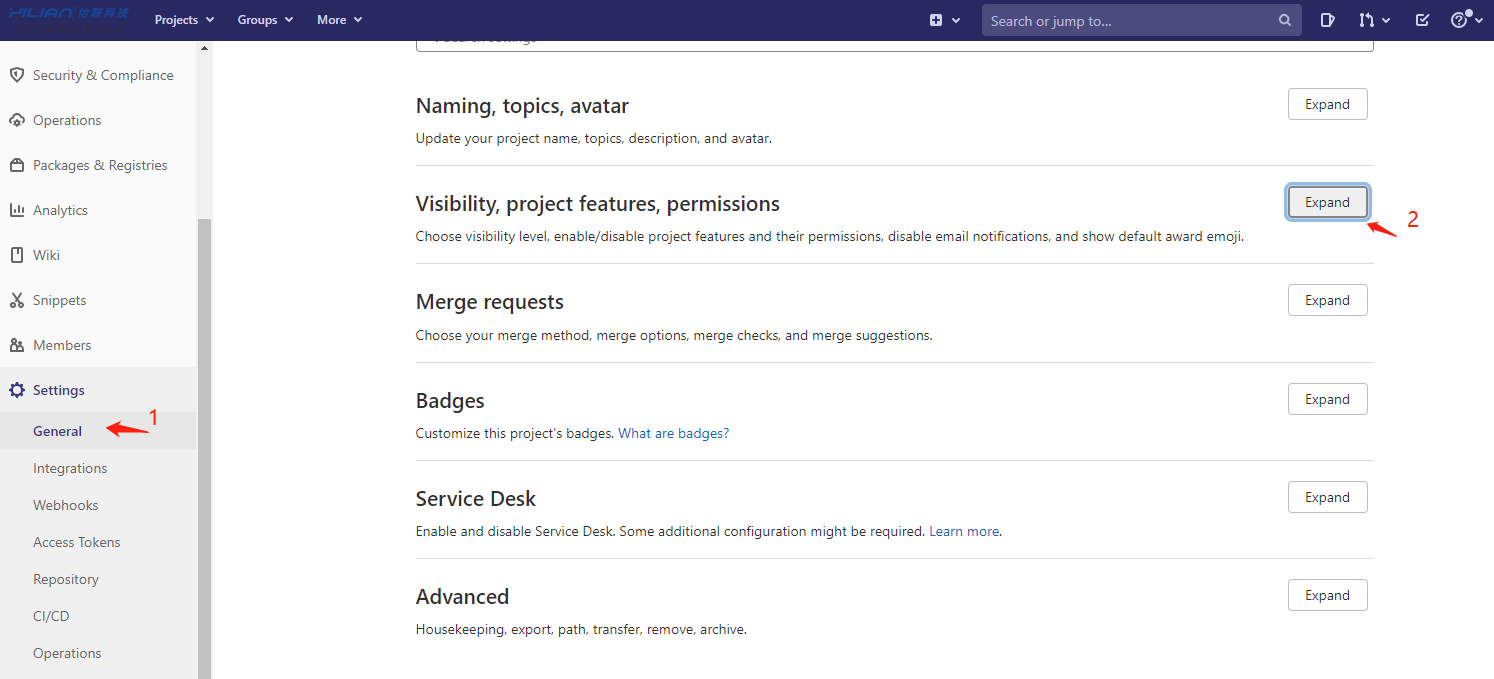 YILIAN 怡联科技
Projects
Groups
More
Search or jump to...
Security & Compliance
Operations
Packages & Registries
Analytics
Wiki
Snippets
Members
Settings
General
1
Integrations
Webhooks
Access Tokens
Repository
CI/CD
Operations
Naming, topics, avatar
Expand
Update your project name, topics, description, and avatar.
Visibility, project features, permissions
Expand
2
Choose visibility level, enable/disable project features and their permissions, disable email notifications, and show default award emoji.
Merge requests
Expand
Choose your merge method, merge options, merge checks, and merge suggestions.
Badges
Expand
Customize this project's badges. What are badges?
Service Desk
Expand
Enable and disable Service Desk. Some additional configuration might be required. Learn more.
Advanced
Expand
Housekeeping, export, path, transfer, remove, archive.